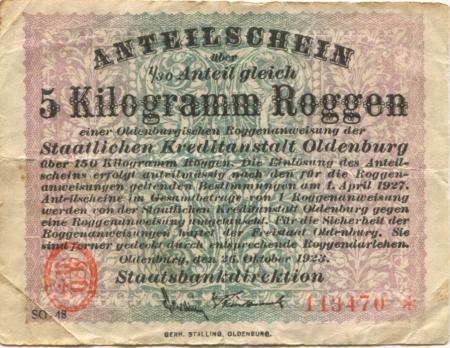 ANTEILSCHEIN
über
1/30 Anteil gleich
5 Kilogramm Roggen
einer Oldenburgischen Roggenanweisung der
Staatlichen Kreditanstalt Oldenburg
über 150 Kilogramm Roggen. Die Einlösung des Anteil-
scheins erfolgt anteilmässig nach den für die Roggen-
anweisungen geltenden Bestimmungen am 1. April 1927.
Anteilscheine im Gesamtbetrage von 1 Roggenanweisung
werden von der Staatlichen Kreditanstalt Oldenburg gegen
eine Roggenanweisung umgetauscht. Für die Sicherheit der
Roggenanweisungen haftet der Freistaat Oldenburg. Sie
sind ferner gedeckt durch entsprechende Roggendarlehen.
Oldenburg, den 26. Oktober 1923.
Staatsbankdirektion
113470 *
SO. 48
GERH. STALLING, OLDENBURG.